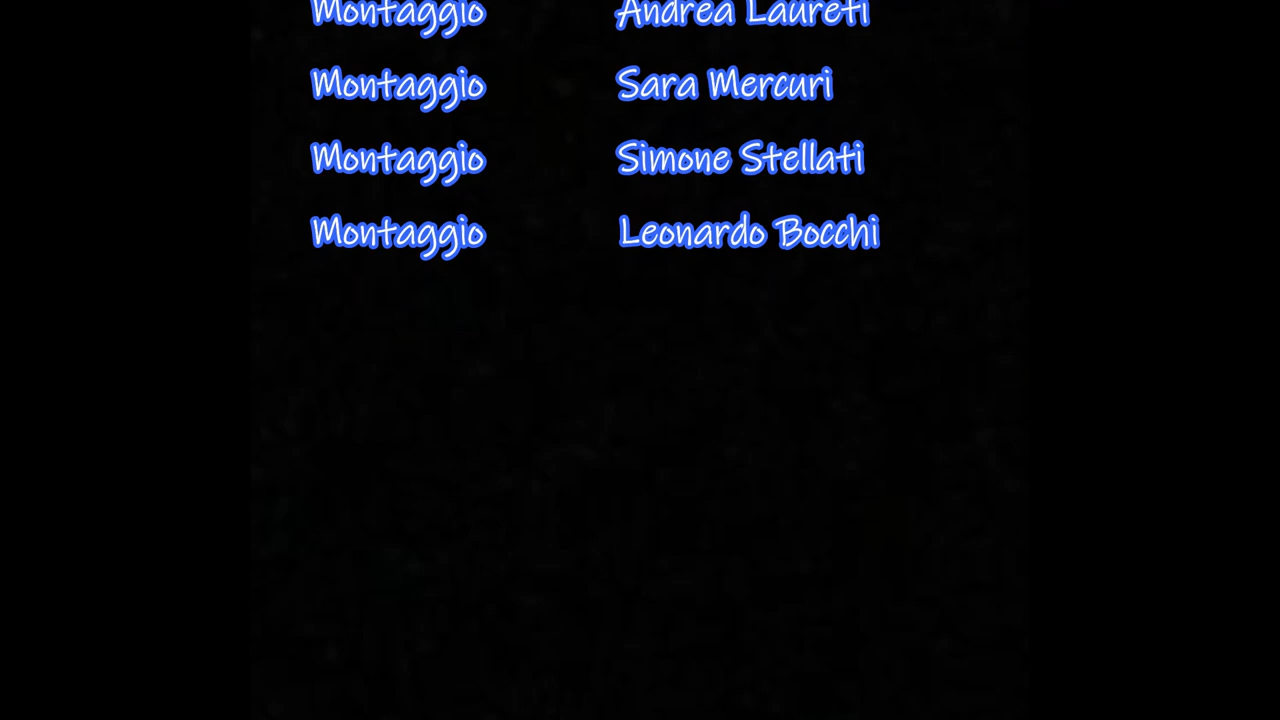 Montaggio Andrea Laureti
Montaggio Sara Mercuri
Montaggio Simone Stellati
Montaggio Leonardo Bocchi